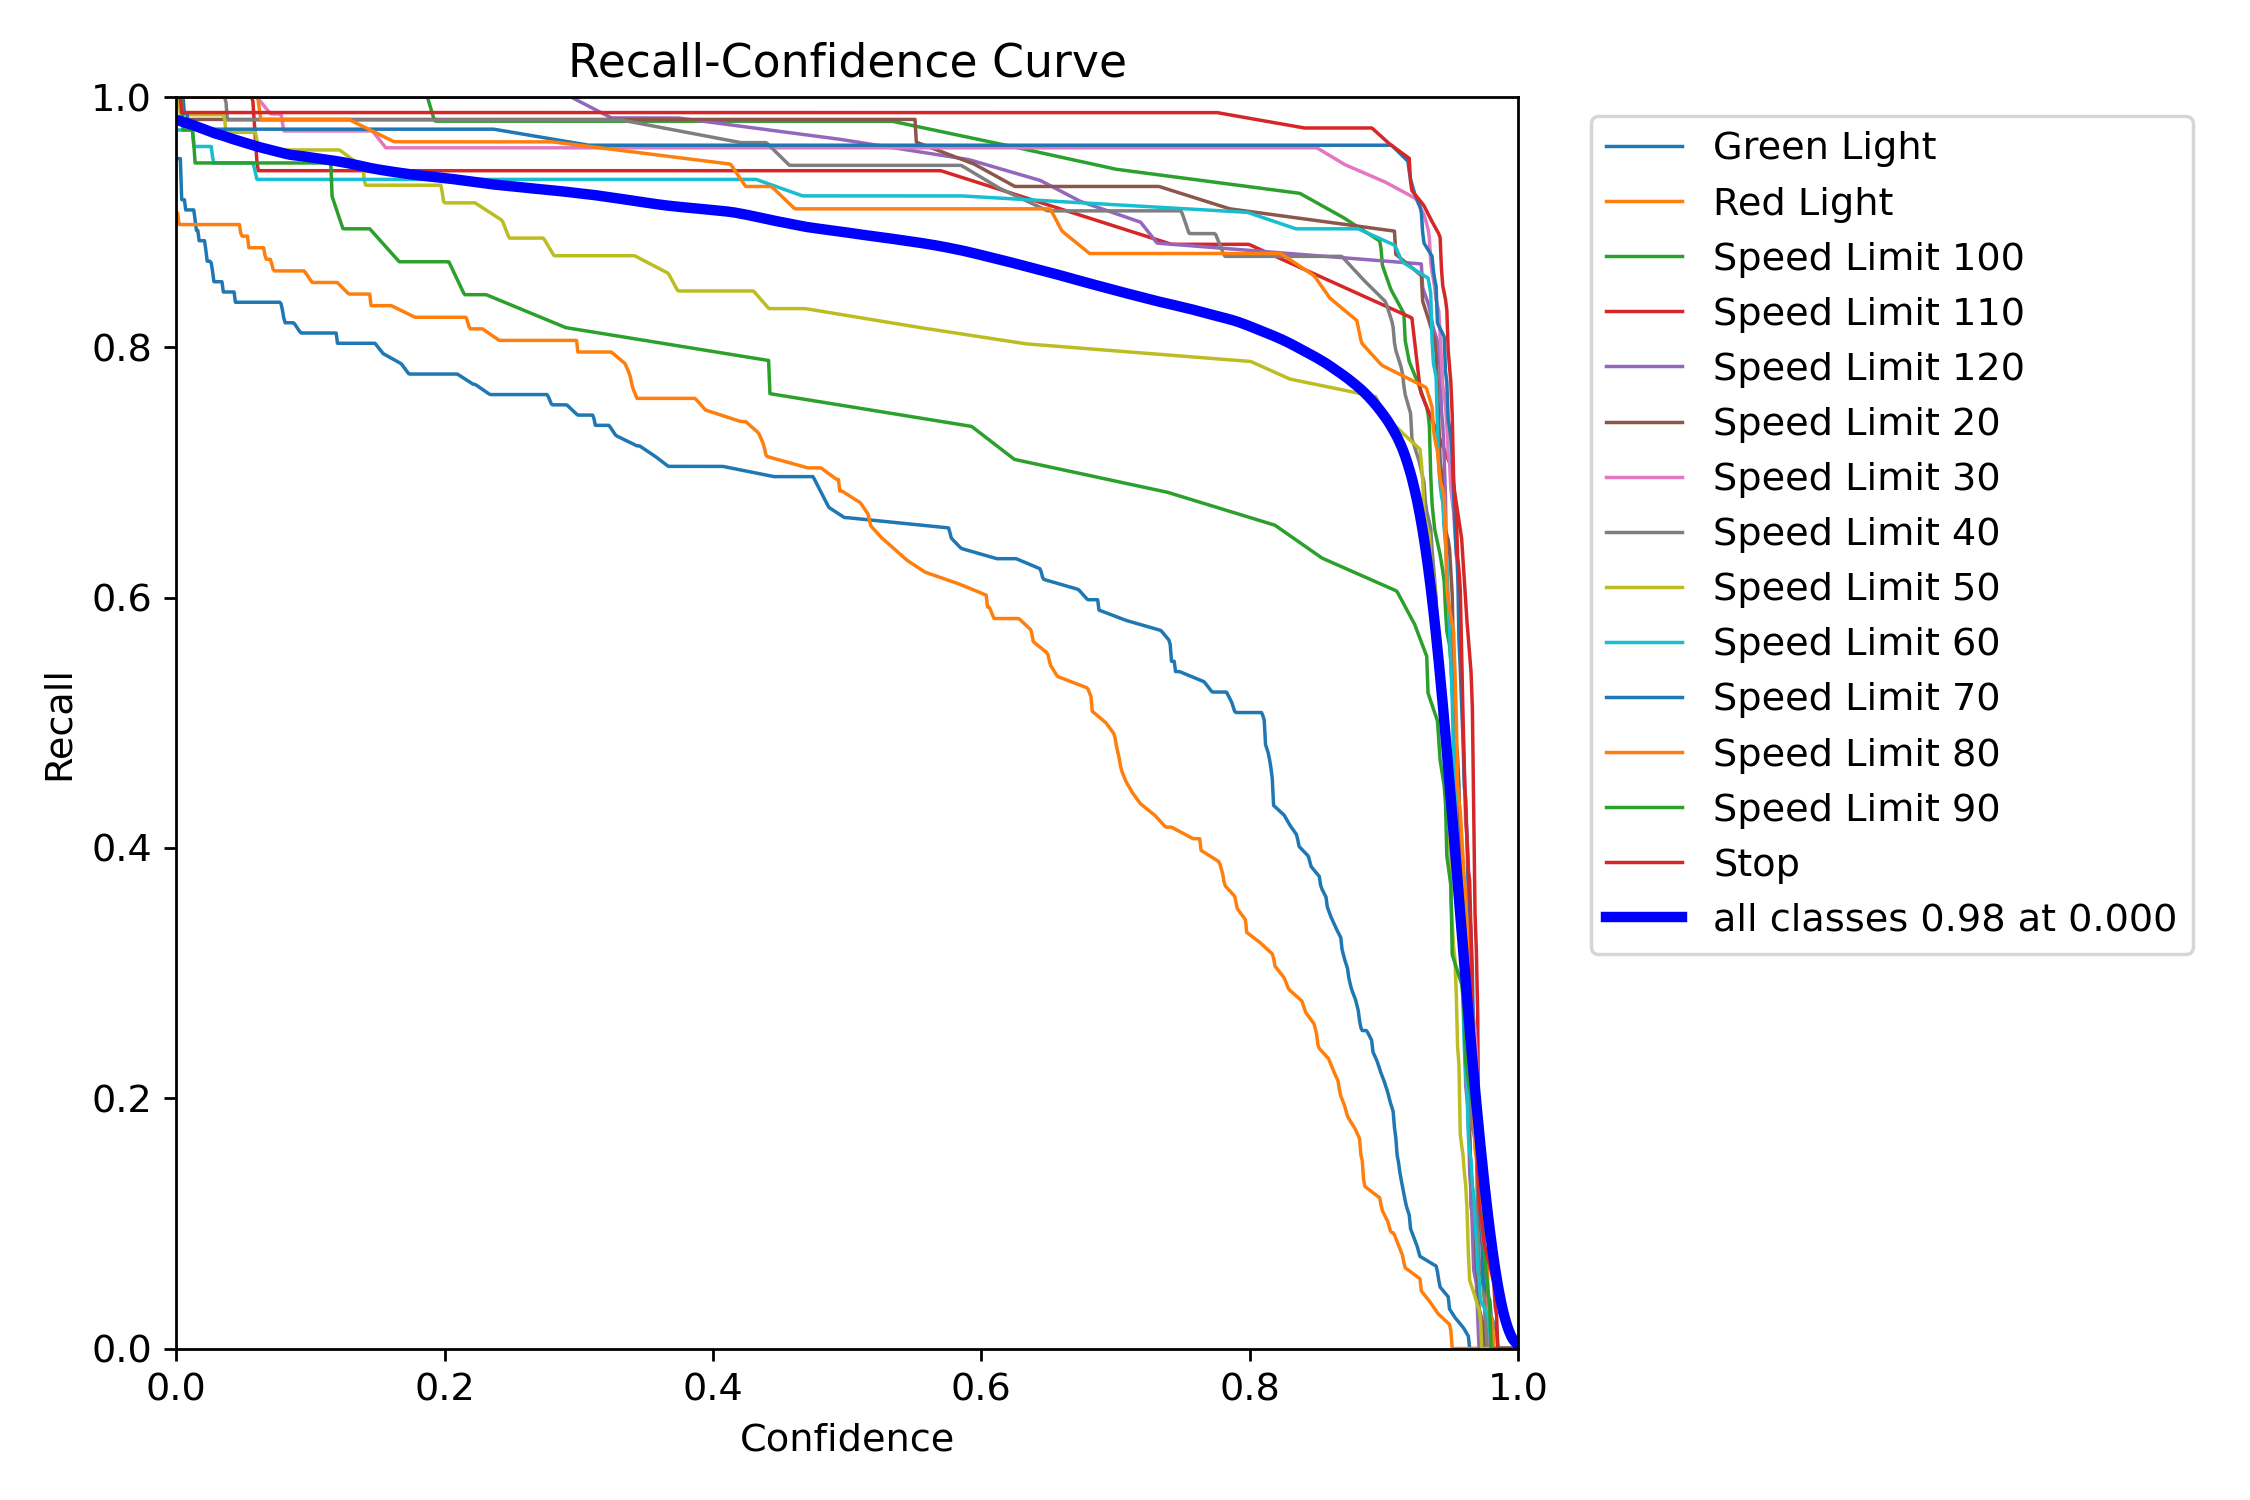 Recall-Confidence Curve
1.0
0.8
0.6
0.4
0.2
0.0
Recall
0.0 0.2 0.4 0.6 0.8 1.0
Confidence
Green Light
Red Light
Speed Limit 100
Speed Limit 110
Speed Limit 120
Speed Limit 20
Speed Limit 30
Speed Limit 40
Speed Limit 50
Speed Limit 60
Speed Limit 70
Speed Limit 80
Speed Limit 90
Stop
all classes 0.98 at 0.000